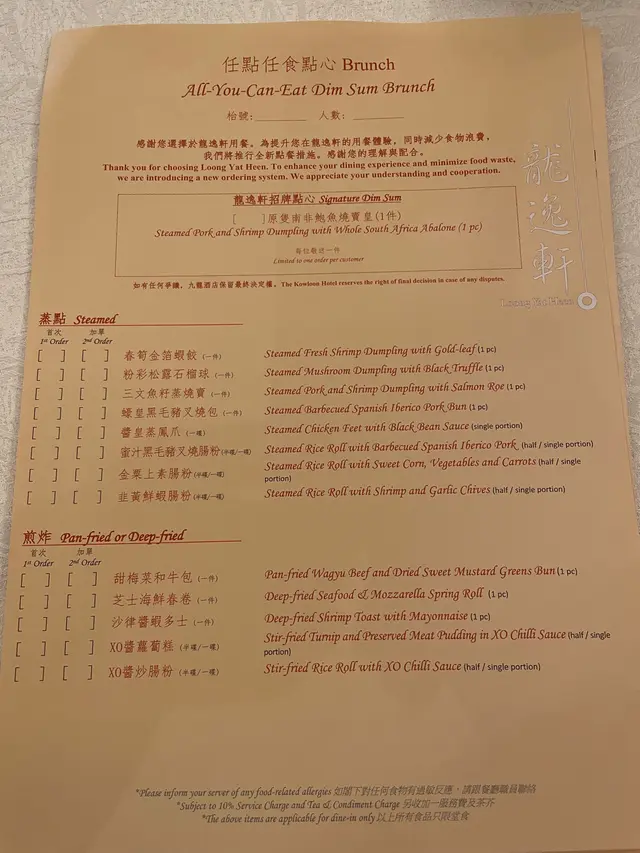 任點任食點心 Brunch
All-You-Can-Eat Dim Sum Brunch
枱號:________ 人數: ________
感謝您選擇於龍逸軒用餐。為提升您在龍逸軒的用餐體驗，同時減少食物浪費，
我們將推行全新點餐措施。感謝您的理解與配合。
Thank you for choosing Loong Yat Heen. To enhance your dining experience and minimize food waste,
we are introducing a new ordering system. We appreciate your understanding and cooperation.
龍逸軒招牌點心 Signature Dim Sum
[ ]原隻南非鮑魚燒賣皇(1件)
Steamed Pork and Shrimp Dumpling with Whole South Africa Abalone (1 pc)
每位敬送一件
Limited to one order per customer
如有任何爭議，九龍酒店保留最終決定權。The Kowloon Hotel reserves the right of final decision in case of any disputes.
龍逸軒
Loong Yat Heen
蒸點 Steamed
首次 加單
1st Order 2nd Order
[ ] [ ] 春筍金箔蝦餃 (一件) Steamed Fresh Shrimp Dumpling with Gold-leaf (1 pc)
[ ] [ ] 粉彩松露石榴球 (一件) Steamed Mushroom Dumpling with Black Truffle (1 pc)
[ ] [ ] 三文魚籽蒸燒賣 (一件) Steamed Pork and Shrimp Dumpling with Salmon Roe (1 pc)
[ ] [ ] 蠔皇黑毛豬叉燒包 (一件) Steamed Barbecued Spanish Iberico Pork Bun (1 pc)
[ ] [ ] 醬皇蒸鳳爪 (一碟) Steamed Chicken Feet with Black Bean Sauce (single portion)
[ ] [ ] 蜜汁黑毛豬叉燒腸粉 (半碟/一碟) Steamed Rice Roll with Barbecued Spanish Iberico Pork (half / single portion)
[ ] [ ] 金粟上素腸粉 (半碟/一碟) Steamed Rice Roll with Sweet Corn, Vegetables and Carrots (half / single
portion)
[ ] [ ] 韭黃鮮蝦腸粉 (半碟/一碟) Steamed Rice Roll with Shrimp and Garlic Chives (half / single portion)
煎炸 Pan-fried or Deep-fried
首次 加單
1st Order 2nd Order
[ ] [ ] 甜梅菜和牛包 (一件) Pan-fried Wagyu Beef and Dried Sweet Mustard Greens Bun (1 pc)
[ ] [ ] 芝士海鮮春卷 (一件) Deep-fried Seafood & Mozzarella Spring Roll (1 pc)
[ ] [ ] 沙律醬蝦多士 (一件) Deep-fried Shrimp Toast with Mayonnaise (1 pc)
[ ] [ ] XO醬蘿蔔糕 (半碟/一碟) Stir-fried Turnip and Preserved Meat Pudding in XO Chilli Sauce (half / single
portion)
[ ] [ ] XO醬炒腸粉 (半碟/一碟) Stir-fried Rice Roll with XO Chilli Sauce (half / single portion)
*Please inform your server of any food-related allergies 如閣下對任何食物有過敏反應，請跟餐廳職員聯絡
*Subject to 10% Service Charge and Tea & Condiment Charge 另收加一服務費及茶芥
*The above items are applicable for dine-in only 以上所有食品只限堂食